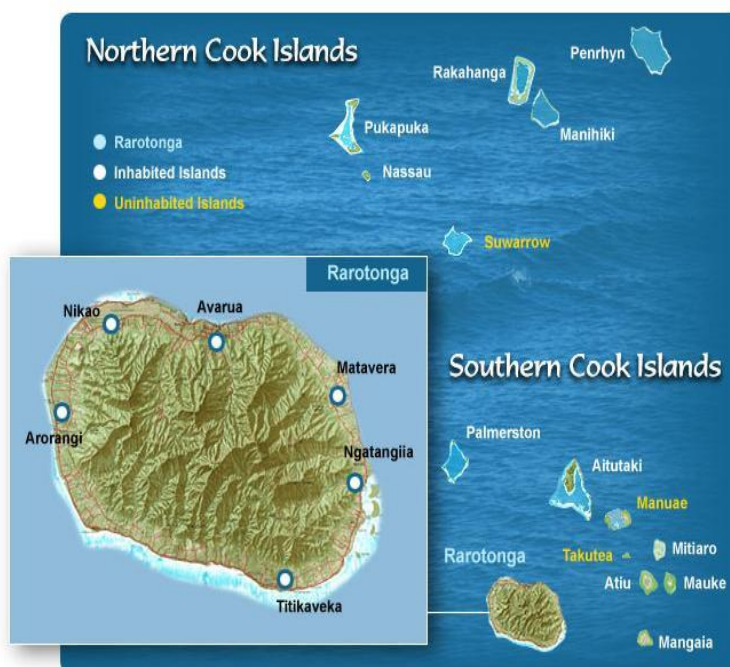 Northern Cook Islands
Penrhyn
Rakahanga
Manihiki
Pukapuka
Nassau
Rarotonga
Inhabited Islands
Uninhabited Islands
Suwarrow
Rarotonga
Nikao
Avarua
Matavera
Arorangi
Ngatangiia
Titikaveka
Southern Cook Islands
Palmerston
Aitutaki
Manuae
Rarotonga
Takutea
Mitiaro
Atiu
Mauke
Mangaia